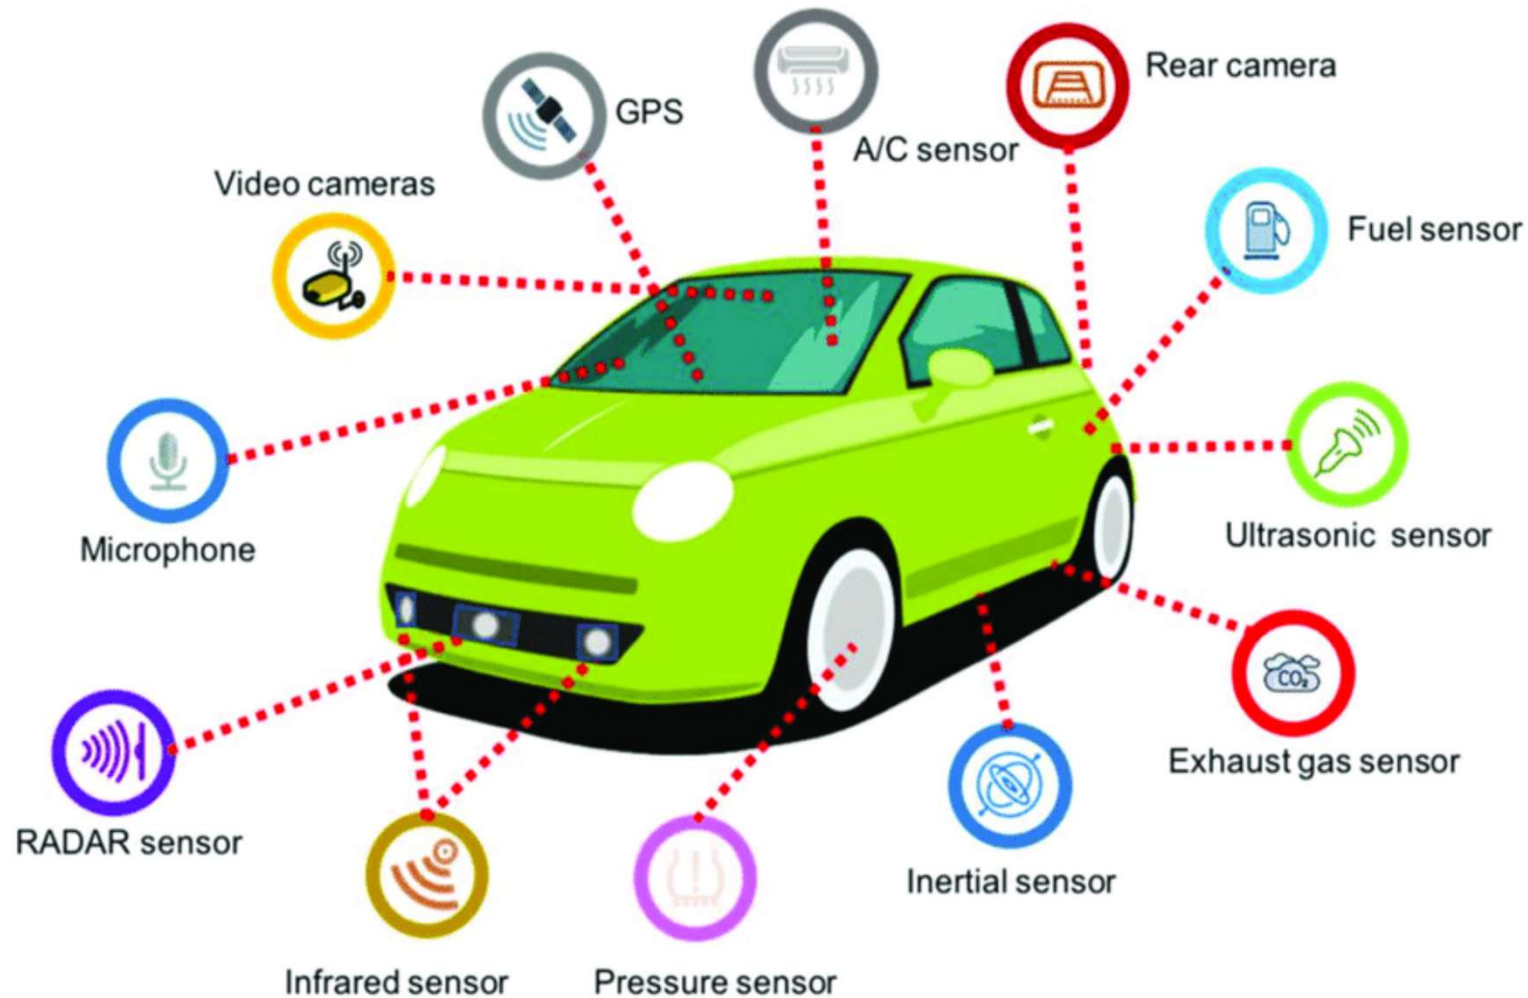 Rear camera
GPS
A/C sensor
Video cameras
Fuel sensor
Microphone
Ultrasonic sensor
CO₂
Exhaust gas sensor
RADAR sensor
Inertial sensor
Infrared sensor
Pressure sensor